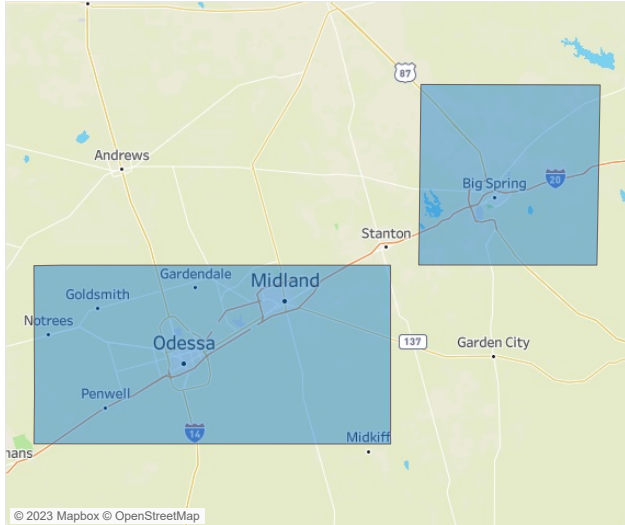 87
Andrews
Big Spring
20
Stanton
Gardendale
Midland
Goldsmith
Notrees
Odessa
137
Garden City
Penwell
14
Midkiff
nans
© 2023 Mapbox © OpenStreetMap